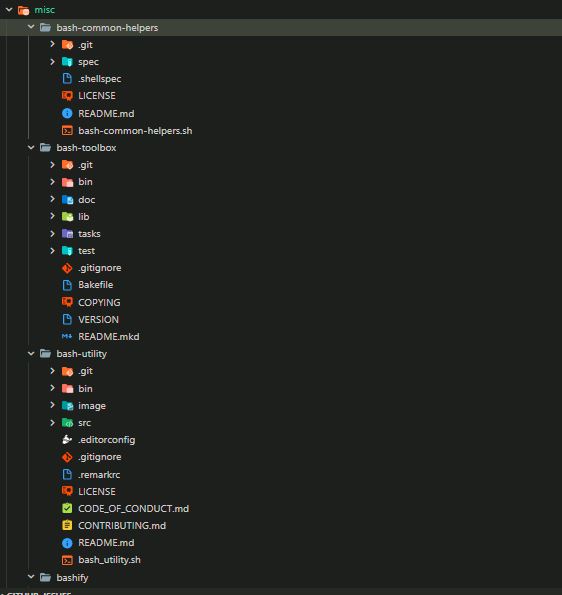 misc
bash-common-helpers
.git
spec
.shellspec
LICENSE
README.md
bash-common-helpers.sh
bash-toolbox
.git
bin
doc
lib
tasks
test
.gitignore
Bakefile
COPYING
VERSION
README.mkd
bash-utility
.git
bin
image
src
.editorconfig
.gitignore
.remarkrc
LICENSE
CODE_OF_CONDUCT.md
CONTRIBUTING.md
README.md
bash_utility.sh
bashify
GITHUB_ISSUES